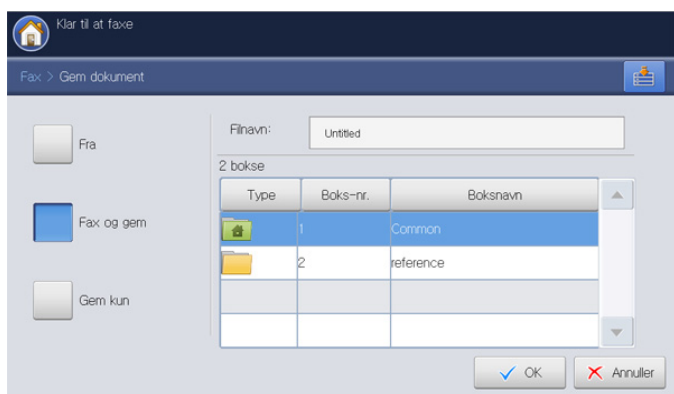 Klar til at faxe
Fax > Gem dokument
Fra
Fax og gem
Gem kun
Filnavn: Untitled
2 bokse
Type Boks-nr. Boksnavn
1 Common
2 reference
OK Annuller